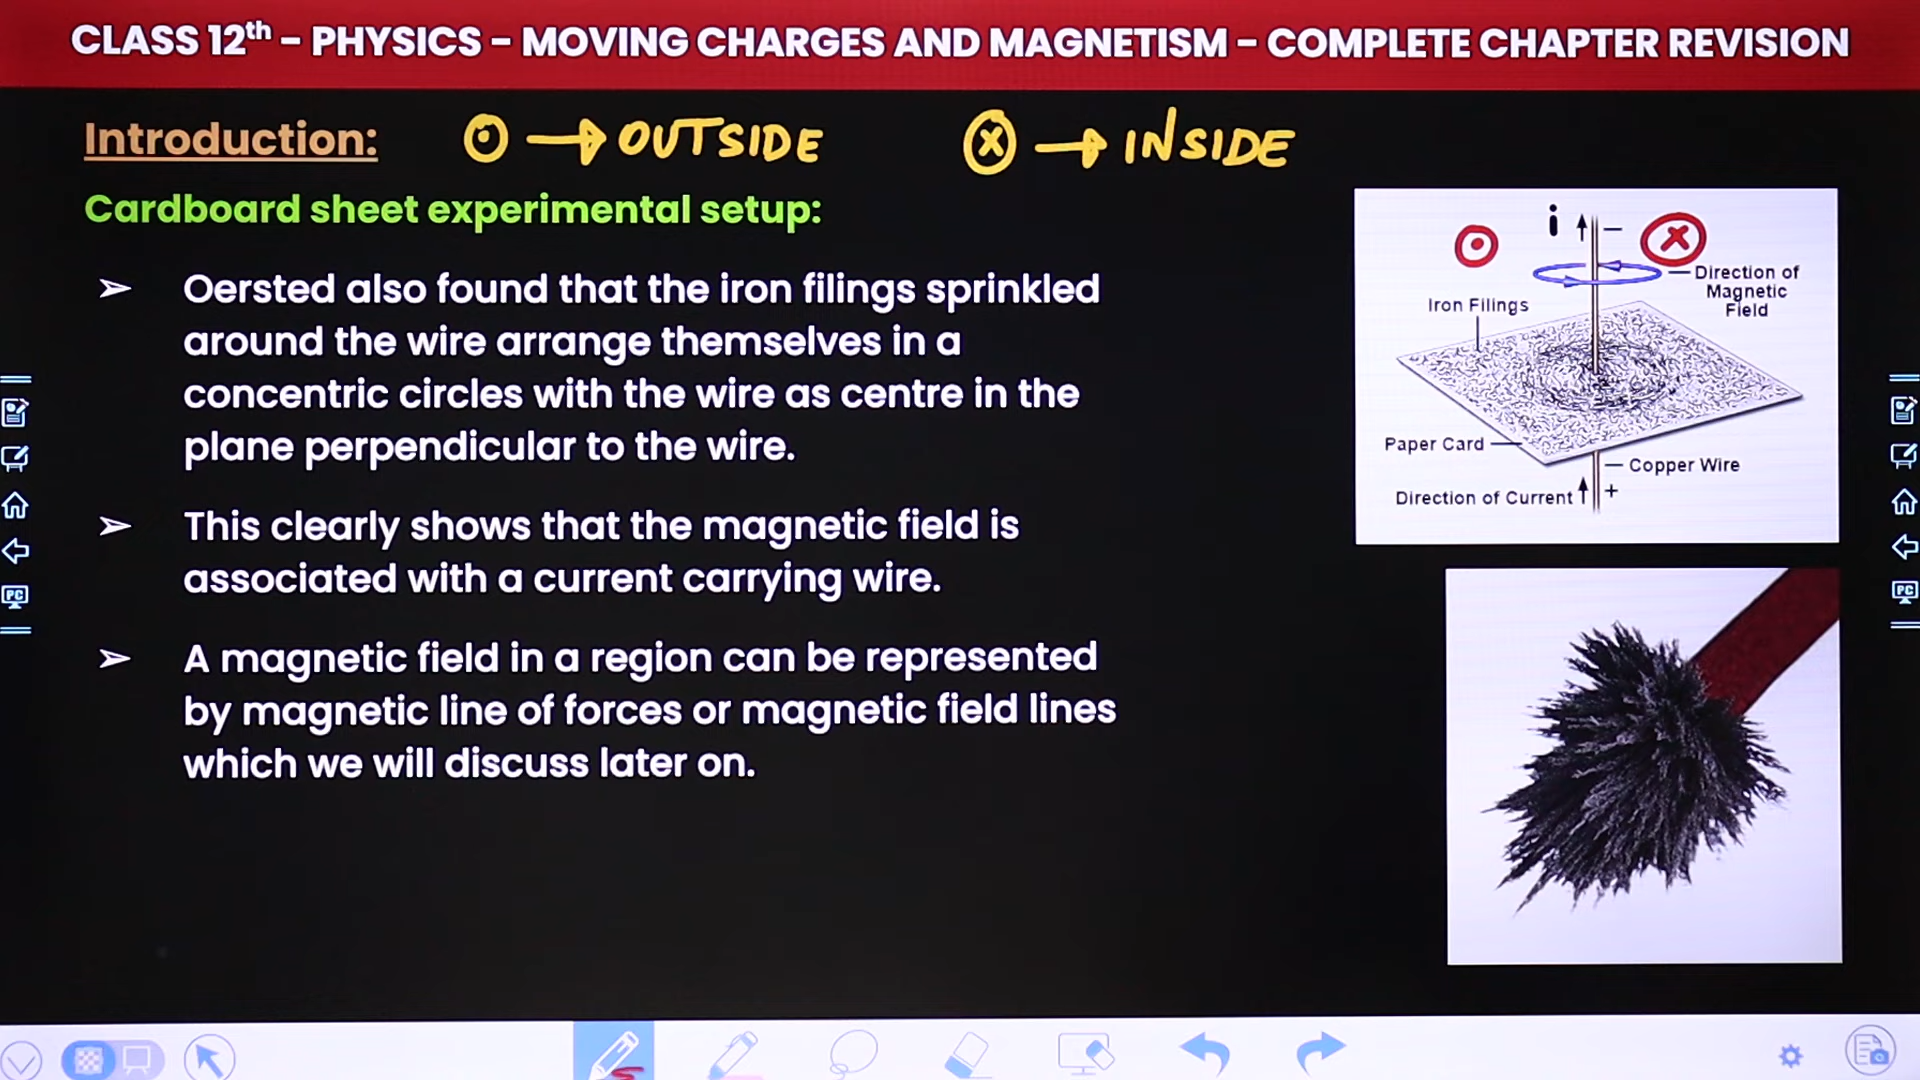 CLASS 12th – PHYSICS – MOVING CHARGES AND MAGNETISM – COMPLETE CHAPTER REVISION
Introduction:
⊙ → OUTSIDE
ⓧ → INSIDE
Cardboard sheet experimental setup:
➢ Oersted also found that the iron filings sprinkled
around the wire arrange themselves in a
concentric circles with the wire as centre in the
plane perpendicular to the wire.
➢ This clearly shows that the magnetic field is
associated with a current carrying wire.
➢ A magnetic field in a region can be represented
by magnetic line of forces or magnetic field lines
which we will discuss later on.
i
–
Direction of
Magnetic
Field
Iron Filings
Paper Card
Copper Wire
Direction of Current
+
PC
PC